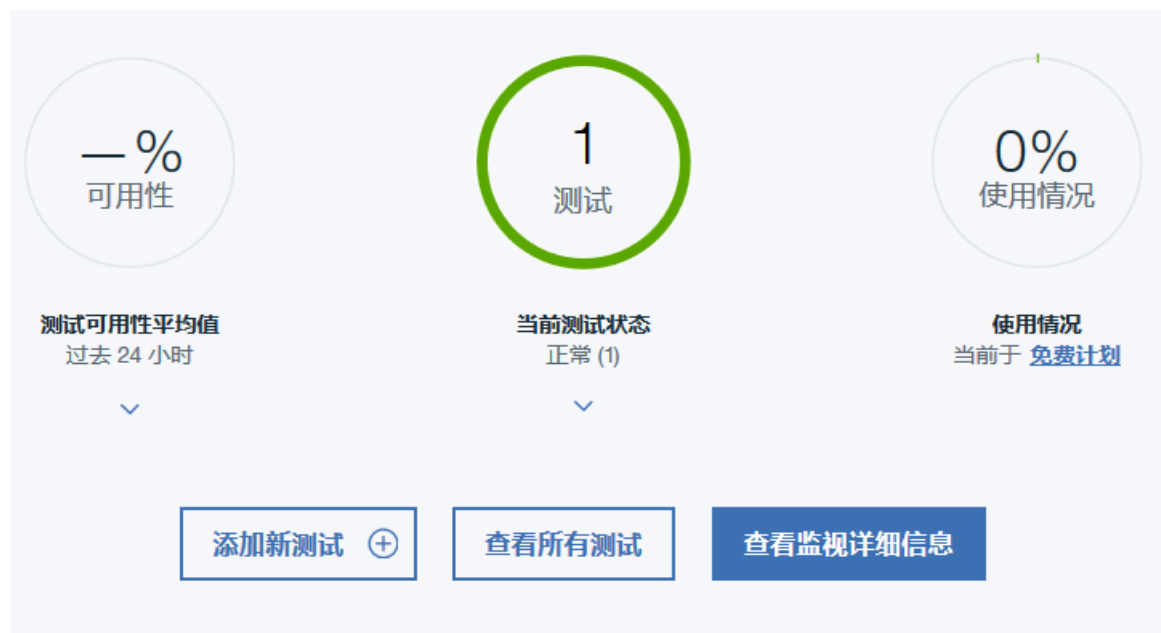 —%
可用性
1
测试
0%
使用情况
测试可用性平均值
过去 24 小时
当前测试状态
正常 (1)
使用情况
当前于 免费计划
添加新测试
查看所有测试
查看监视详细信息